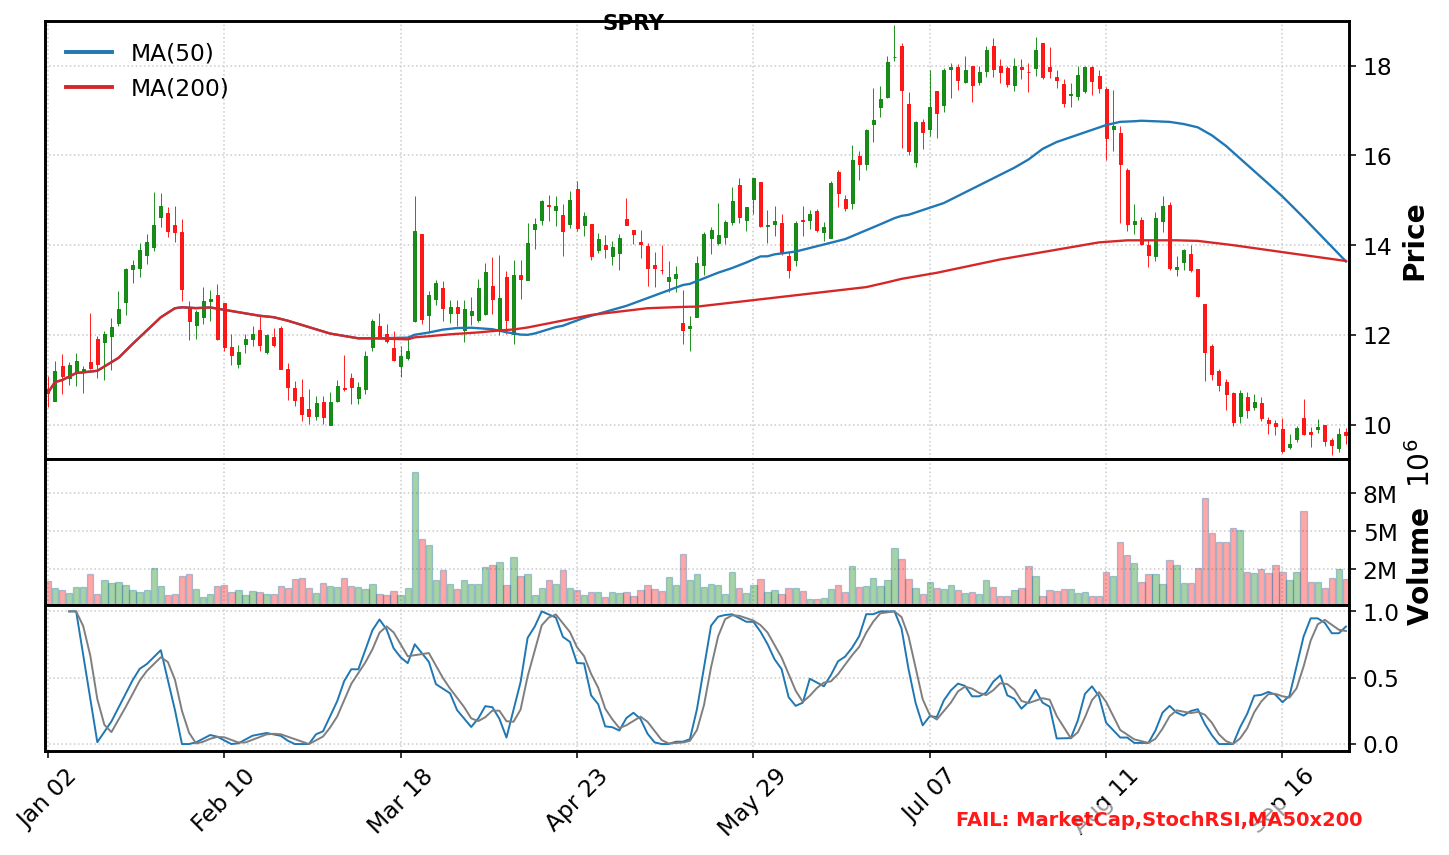 SPRY
MA(50)
MA(200)
18
16
14
12
10
Price
8M
5M
2M
Volume 10^6
1.0
0.5
0.0
Jan 02
Feb 10
Mar 18
Apr 23
May 29
Jul 07
Aug 11
Sep 16
FAIL: MarketCap,StochRSI,MA50x200